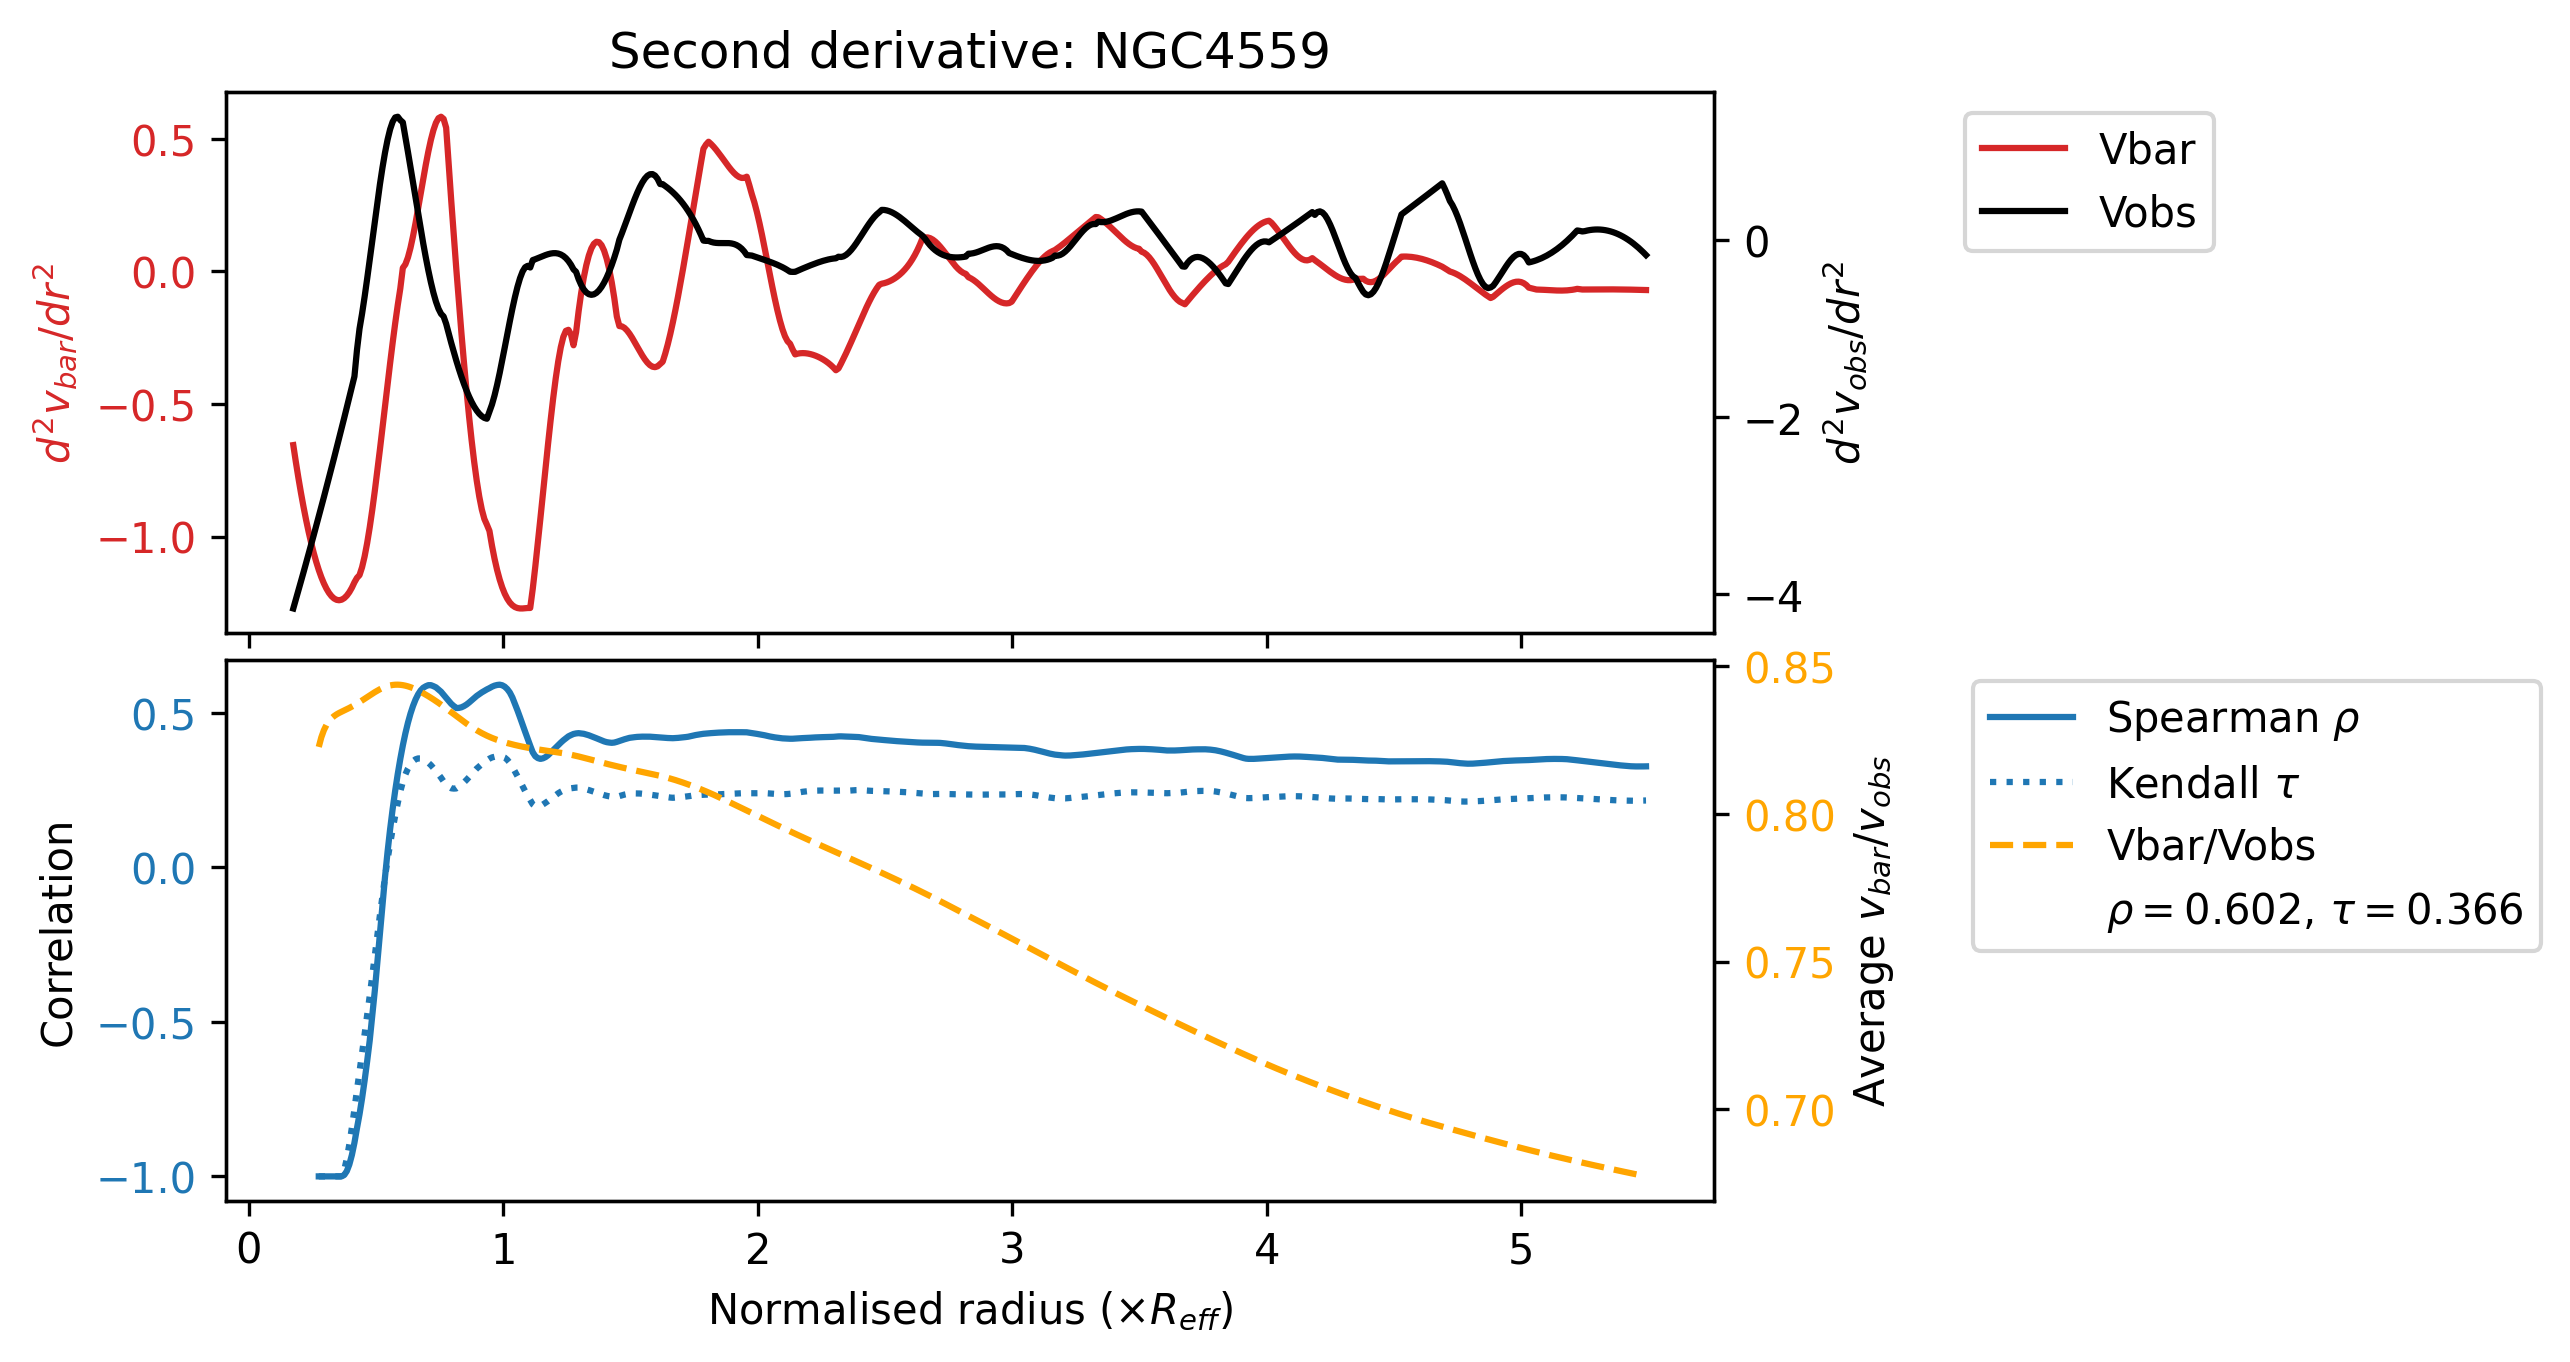 Second derivative: NGC4559
d²v_bar/dr²
0.5
0.0
−0.5
−1.0
0
−2
−4
d²v_obs/dr²
Vbar
Vobs
Correlation
0.5
0.0
−0.5
−1.0
0.85
0.80
0.75
0.70
Average v_bar/v_obs
Spearman ρ
Kendall τ
Vbar/Vobs
ρ = 0.602, τ = 0.366
0 1 2 3 4 5
Normalised radius (×R_eff)